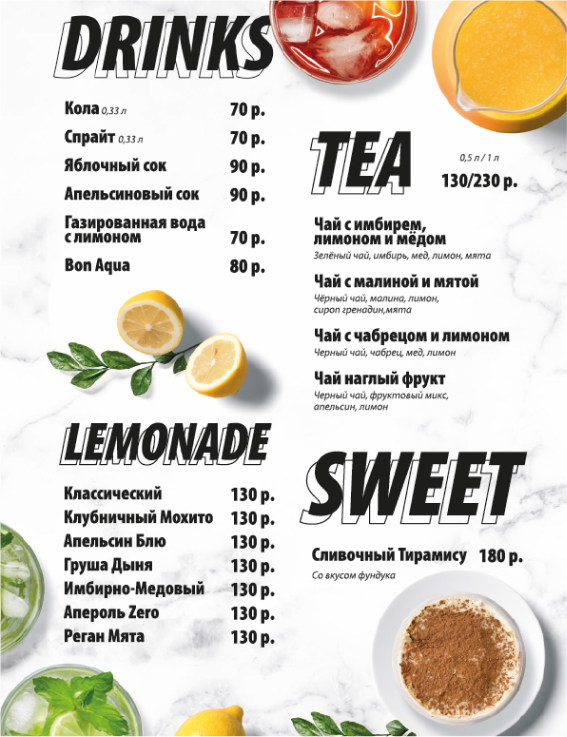 DRINKS
Кола 0,33 л 70 р.
Спрайт 0,33 л 70 р.
Яблочный сок 90 р.
Апельсиновый сок 90 р.
Газированная вода
с лимоном 70 р.
Bon Aqua 80 р.
TEA
0,5 л / 1 л
130/230 р.
Чай с имбирем,
лимоном и мёдом
Зелёный чай, имбирь, мед, лимон, мята
Чай с малиной и мятой
Чёрный чай, малина, лимон,
сироп гренадин,мята
Чай с чабрецом и лимоном
Черный чай, чабрец, мед, лимон
Чай наглый фрукт
Черный чай, фруктовый микс,
апельсин, лимон
LEMONADE
Классический 130 р.
Клубничный Мохито 130 р.
Апельсин Блю 130 р.
Груша Дыня 130 р.
Имбирно-Медовый 130 р.
Апероль Zero 130 р.
Реган Мята 130 р.
SWEET
Сливочный Тирамису 180 р.
Со вкусом фундука